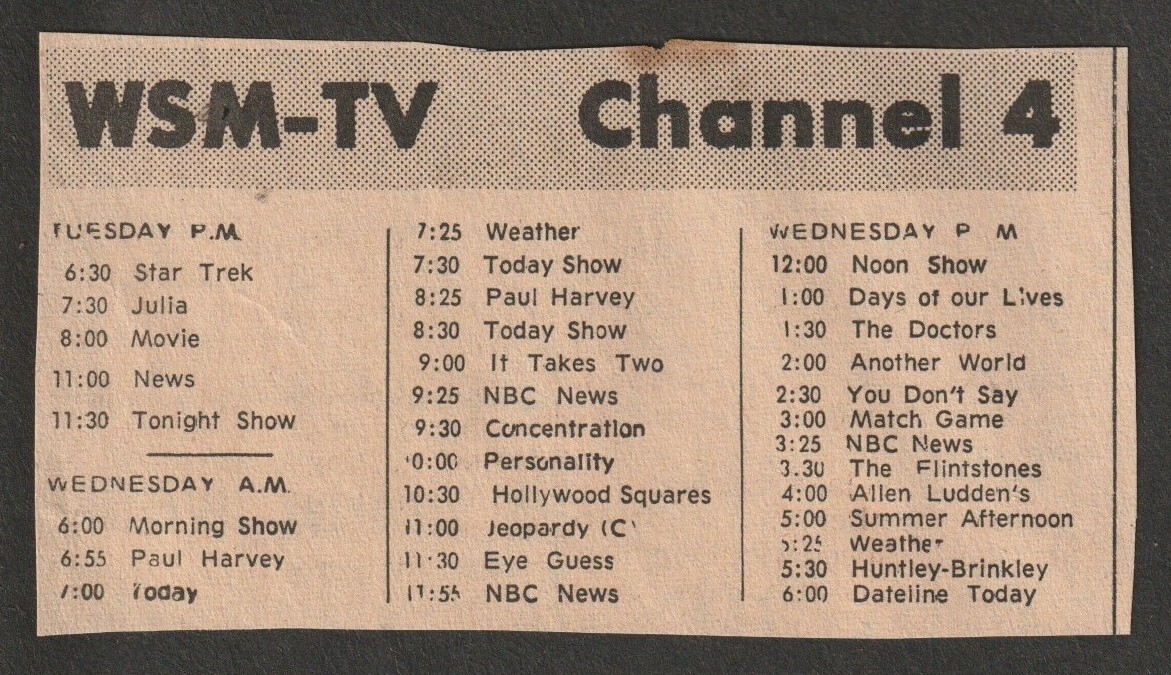 WSM-TV Channel 4
TUESDAY P.M.
6:30 Star Trek
7:30 Julia
8:00 Movie
11:00 News
11:30 Tonight Show
WEDNESDAY A.M.
6:00 Morning Show
6:55 Paul Harvey
7:00 Today
7:25 Weather
7:30 Today Show
8:25 Paul Harvey
8:30 Today Show
9:00 It Takes Two
9:25 NBC News
9:30 Concentration
10:00 Personality
10:30 Hollywood Squares
11:00 Jeopardy (C)
11:30 Eye Guess
11:55 NBC News
WEDNESDAY P M
12:00 Noon Show
1:00 Days of our Lives
1:30 The Doctors
2:00 Another World
2:30 You Don't Say
3:00 Match Game
3:25 NBC News
3.30 The Flintstones
4:00 Allen Ludden's
5:00 Summer Afternoon
5:25 Weather
5:30 Huntley-Brinkley
6:00 Dateline Today